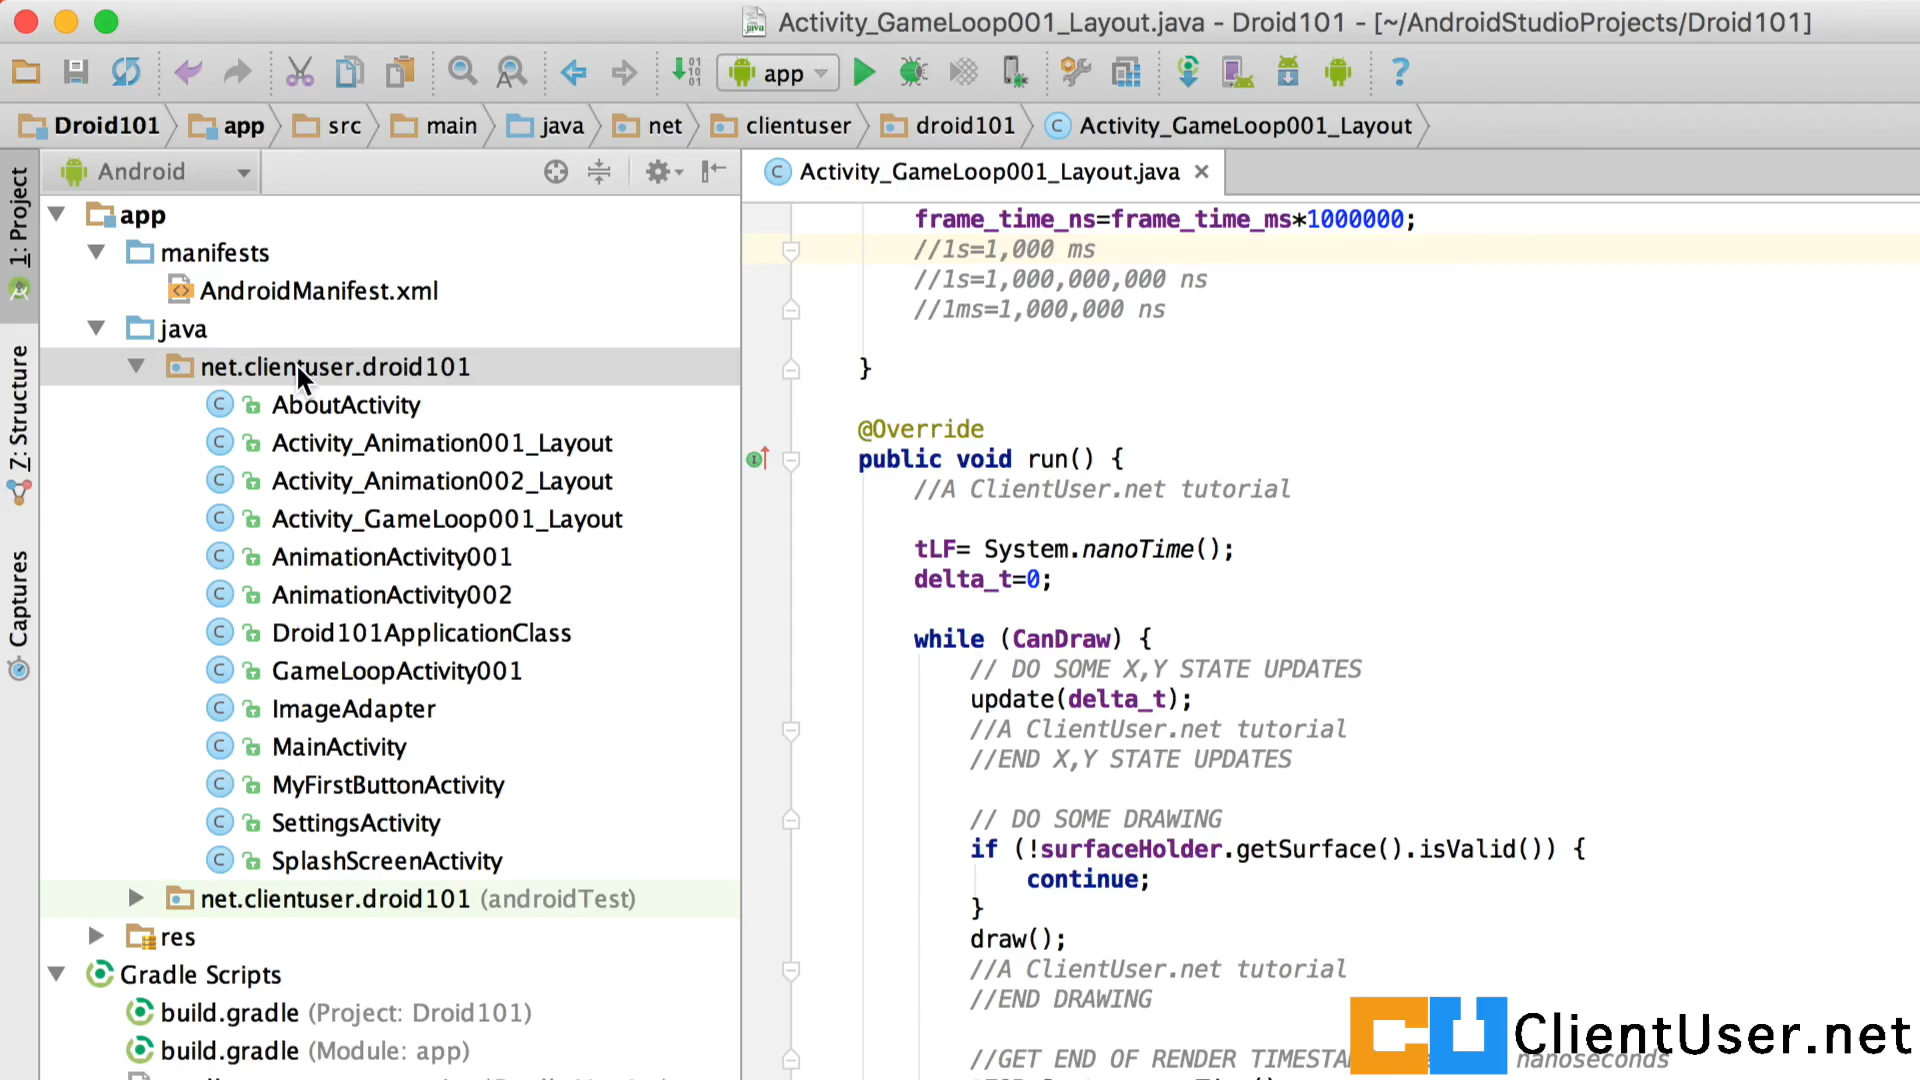 Activity_GameLoop001_Layout.java - Droid101 - [~/AndroidStudioProjects/Droid101]
app
?
Droid101 app src main java net clientuser droid101 Activity_GameLoop001_Layout
1: Project
Z: Structure
Captures
Android
app
manifests
AndroidManifest.xml
java
net.clientuser.droid101
AboutActivity
Activity_Animation001_Layout
Activity_Animation002_Layout
Activity_GameLoop001_Layout
AnimationActivity001
AnimationActivity002
Droid101ApplicationClass
GameLoopActivity001
ImageAdapter
MainActivity
MyFirstButtonActivity
SettingsActivity
SplashScreenActivity
net.clientuser.droid101 (androidTest)
res
Gradle Scripts
build.gradle (Project: Droid101)
build.gradle (Module: app)
Activity_GameLoop001_Layout.java
frame_time_ns=frame_time_ms*1000000;
//1s=1,000 ms
//1s=1,000,000,000 ns
//1ms=1,000,000 ns
}
@Override
public void run() {
//A ClientUser.net tutorial
tLF= System.nanoTime();
delta_t=0;
while (CanDraw) {
// DO SOME X,Y STATE UPDATES
update(delta_t);
//A ClientUser.net tutorial
//END X,Y STATE UPDATES
// DO SOME DRAWING
if (!surfaceHolder.getSurface().isValid()) {
continue;
}
draw();
//A ClientUser.net tutorial
//END DRAWING
//GET END OF RENDER nanoseconds
ClientUser.net